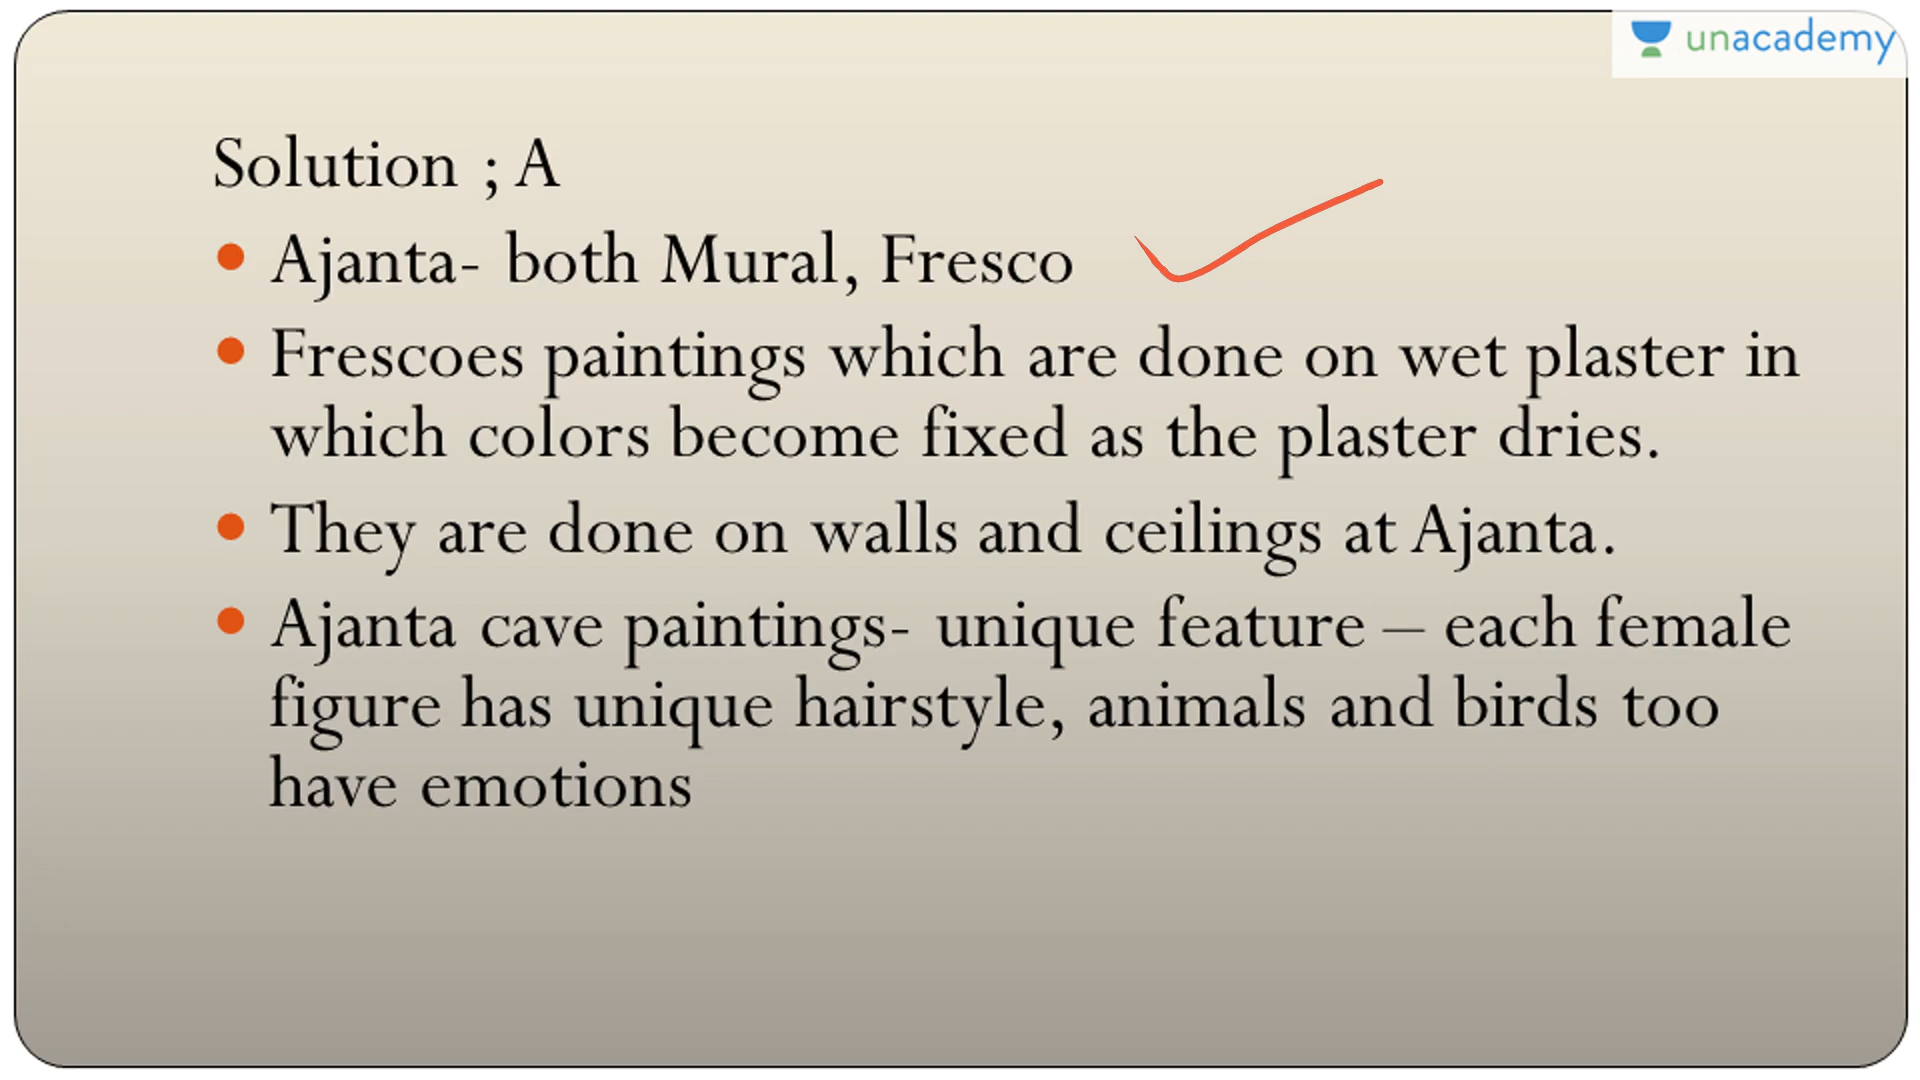 unacademy
Solution ; A
Ajanta- both Mural, Fresco
Frescoes paintings which are done on wet plaster in
which colors become fixed as the plaster dries.
They are done on walls and ceilings at Ajanta.
Ajanta cave paintings- unique feature – each female
figure has unique hairstyle, animals and birds too
have emotions